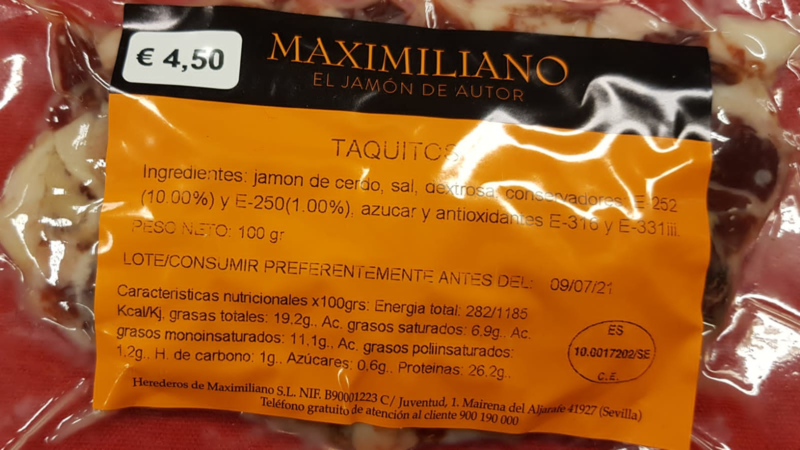 € 4,50
MAXIMILIANO
EL JAMÓN DE AUTOR
TAQUITOS
Ingredientes: jamon de cerdo, sal, dextrosa, conservadores E-252
(10.00%) y E-250(1.00%), azucar y antioxidantes E-316 y E-331iii.
PESO NETO: 100 gr
LOTE/CONSUMIR PREFERENTEMENTE ANTES DEL: 09/07/21
Caracteristicas nutricionales x100grs: Energia total: 282/1185
Kcal/Kj, grasas totales: 19,2g.. Ac. grasos saturados: 6,9g.. Ac.
grasos monoinsaturados: 11,1g.. Ac. grasos poliinsaturados:
1,2g.. H. de carbono: 1g.. Azúcares: 0,6g.. Proteinas: 26,2g..
ES
10.0017202/SE
C.E.
Herederos de Maximiliano S.L. NIF. B90001223 C/ Juventud, 1. Mairena del Aljarafe 41927 (Sevilla)
Teléfono gratuito de atención al cliente 900 190 000